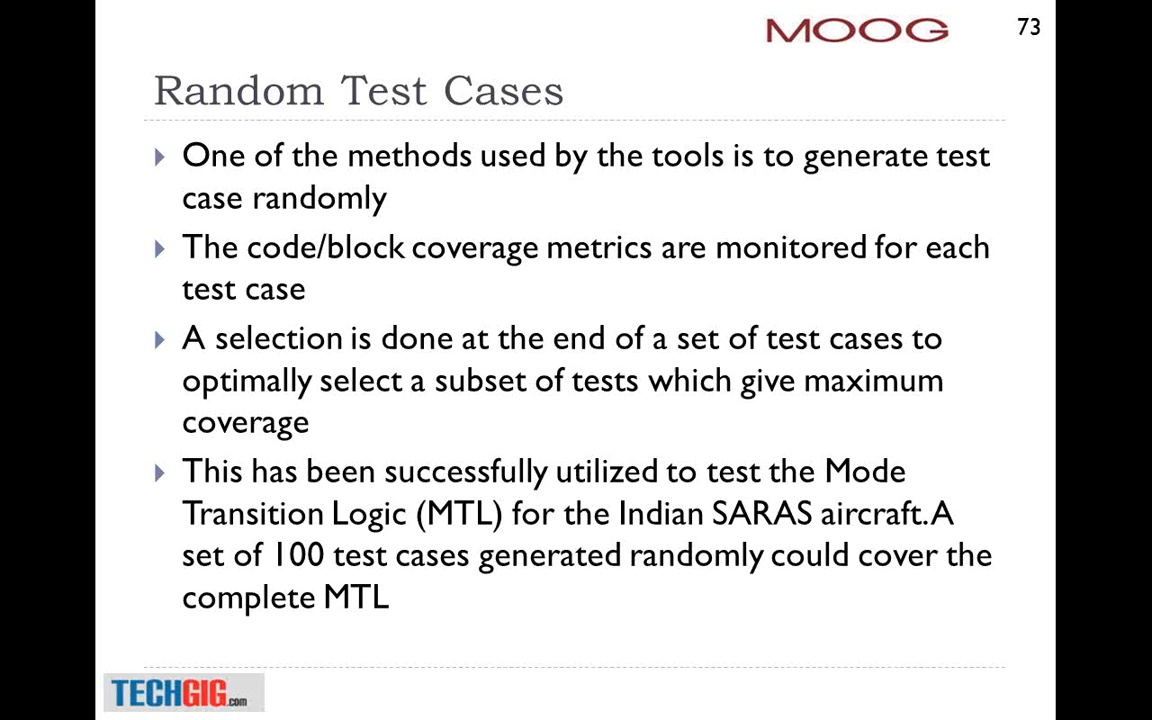 MOOG
73
Random Test Cases
One of the methods used by the tools is to generate test
case randomly
The code/block coverage metrics are monitored for each
test case
A selection is done at the end of a set of test cases to
optimally select a subset of tests which give maximum
coverage
This has been successfully utilized to test the Mode
Transition Logic (MTL) for the Indian SARAS aircraft. A
set of 100 test cases generated randomly could cover the
complete MTL
TECHGIG.com